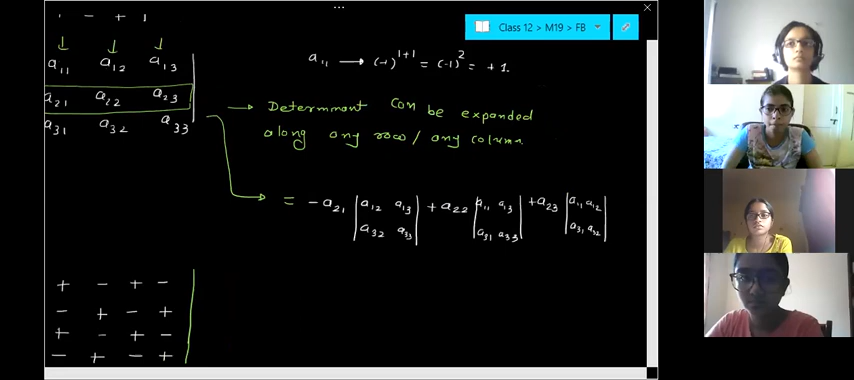 ...
- + 1
Class 12 > M19 > FB
↓ ↓ ↓
a11 a12 a13
a11 → (-1)^1+1 = (-1)^2 = +1.
a21 a22 a23
→ Determinant can be expanded
a31 a32 a33
along any row / any column
= -a21 |a12 a13| + a22 |a11 a13| + a23 |a11 a12|
|a32 a33| |a31 a33| |a31 a32|
+ - + -
- + - +
+ - + -
- + - +